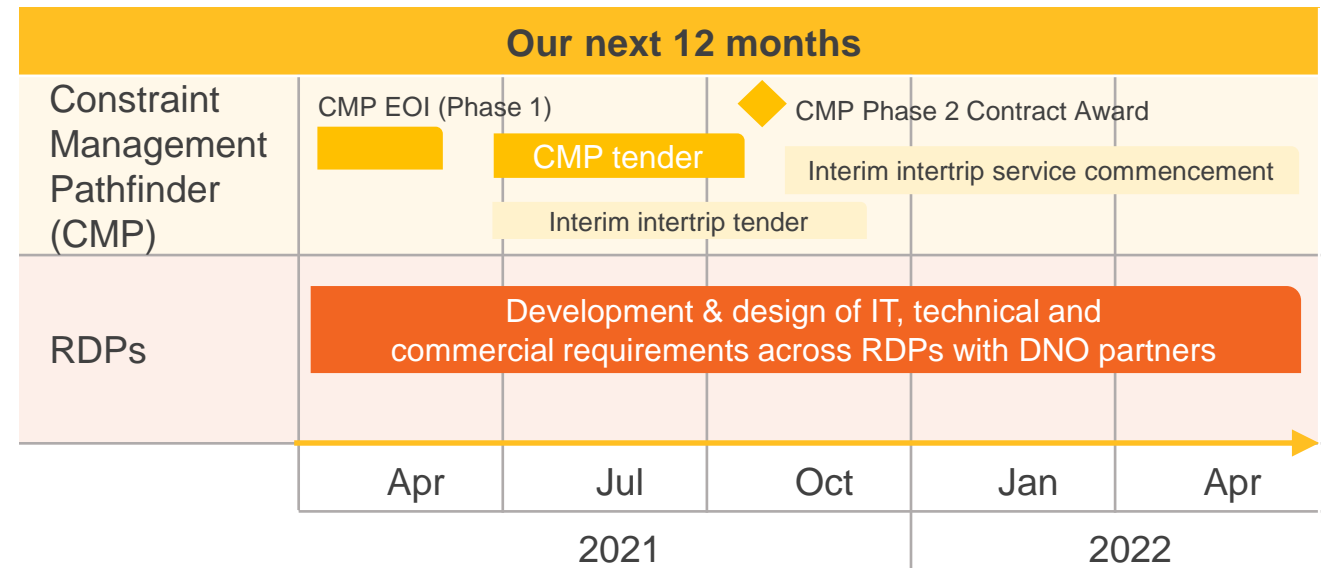 Our next 12 months
Constraint
Management
Pathfinder
(CMP)
CMP EOI (Phase 1)
CMP Phase 2 Contract Award
CMP tender
Interim intertrip service commencement
Interim intertrip tender
RDPs
Development & design of IT, technical and
commercial requirements across RDPs with DNO partners
Apr Jul Oct Jan Apr
2021 2022